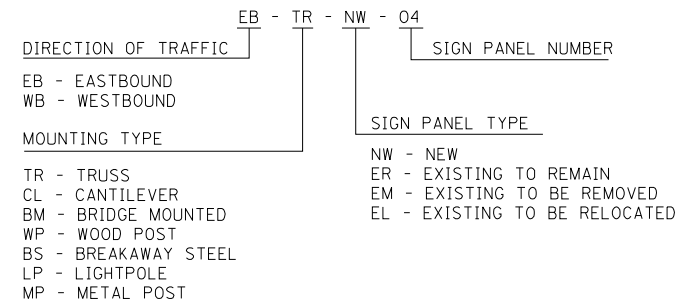 EB - TR - NW - 04
DIRECTION OF TRAFFIC
EB - EASTBOUND
WB - WESTBOUND
MOUNTING TYPE
TR - TRUSS
CL - CANTILEVER
BM - BRIDGE MOUNTED
WP - WOOD POST
BS - BREAKAWAY STEEL
LP - LIGHTPOLE
MP - METAL POST
SIGN PANEL NUMBER
SIGN PANEL TYPE
NW - NEW
ER - EXISTING TO REMAIN
EM - EXISTING TO BE REMOVED
EL - EXISTING TO BE RELOCATED